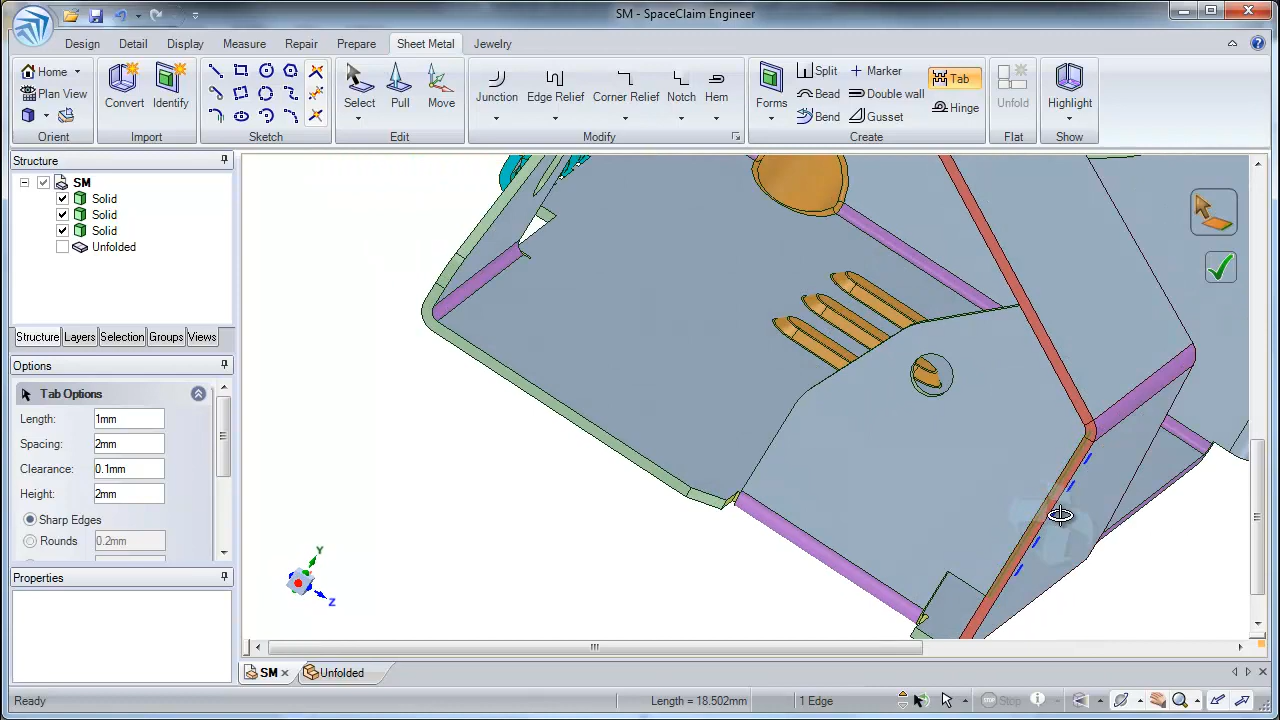 SM - SpaceClaim Engineer
Design Detail Display Measure Repair Prepare Sheet Metal Jewelry
Home
Plan View
Orient
Convert Identify
Import
Sketch
Select Pull Move
Edit
Junction Edge Relief Corner Relief Notch Hem
Modify
Forms
Split Marker Tab
Bead Double wall Hinge
Bend Gusset
Create
Unfold
Flat
Highlight
Show
Structure
SM
Solid
Solid
Solid
Unfolded
Structure Layers Selection Groups Views
Options
Tab Options
Length: 1mm
Spacing: 2mm
Clearance: 0.1mm
Height: 2mm
Sharp Edges
Rounds 0.2mm
Properties
Y
Z
SM Unfolded
Ready Length = 18.502mm 1 Edge Stop